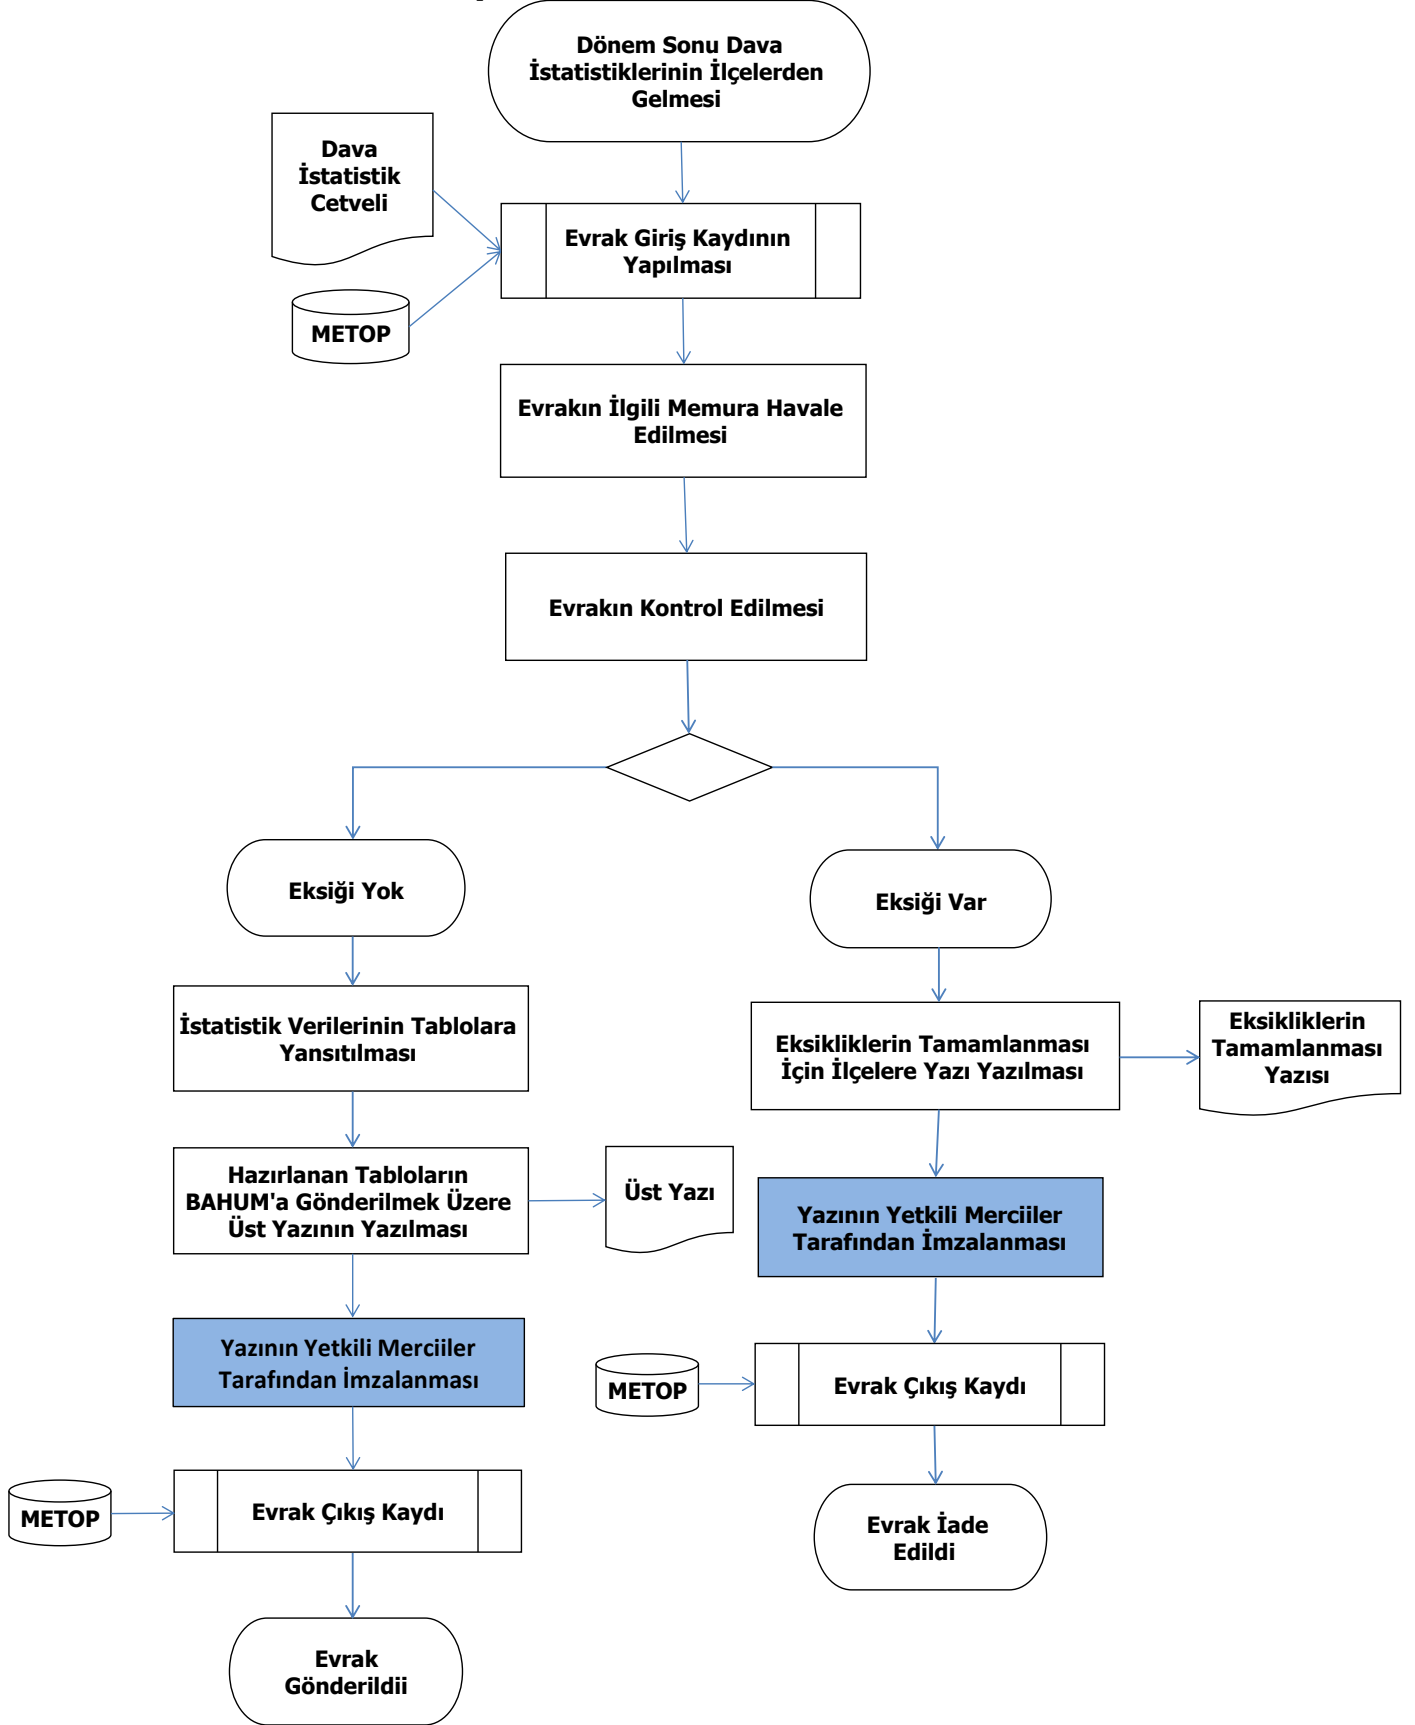 Dönem Sonu Dava
İstatistiklerinin İlçelerden
Gelmesi
Dava
İstatistik
Cetveli
Evrak Giriş Kaydının
Yapılması
METOP
Evrakın İlgili Memura Havale
Edilmesi
Evrakın Kontrol Edilmesi
Eksiği Yok
Eksiği Var
İstatistik Verilerinin Tablolara
Yansıtılması
Eksikliklerin Tamamlanması
İçin İlçelere Yazı Yazılması
Eksikliklerin
Tamamlanması
Yazısı
Hazırlanan Tabloların
BAHUM'a Gönderilmek Üzere
Üst Yazının Yazılması
Üst Yazı
Yazının Yetkili Merciiler
Tarafından İmzalanması
Yazının Yetkili Merciiler
Tarafından İmzalanması
METOP
Evrak Çıkış Kaydı
METOP
Evrak Çıkış Kaydı
Evrak İade
Edildi
Evrak
Gönderildii